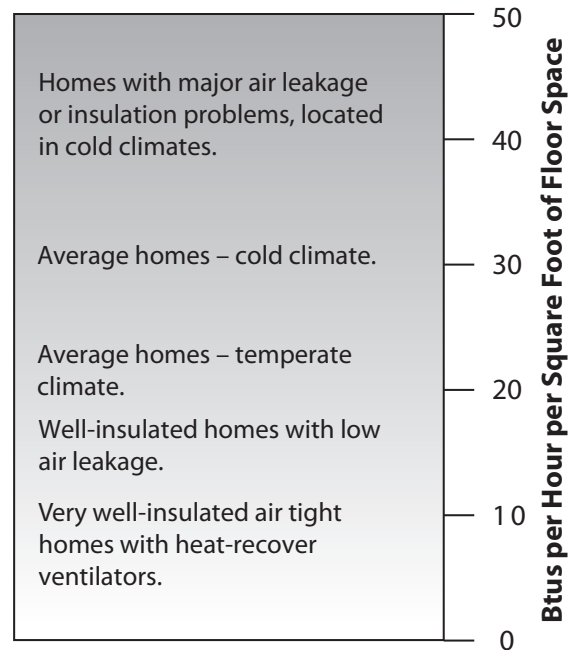 Homes with major air leakage
or insulation problems, located
in cold climates.
Average homes – cold climate.
Average homes – temperate
climate.
Well-insulated homes with low
air leakage.
Very well-insulated air tight
homes with heat-recover
ventilators.
50
40
30
20
10
0
Btus per Hour per Square Foot of Floor Space